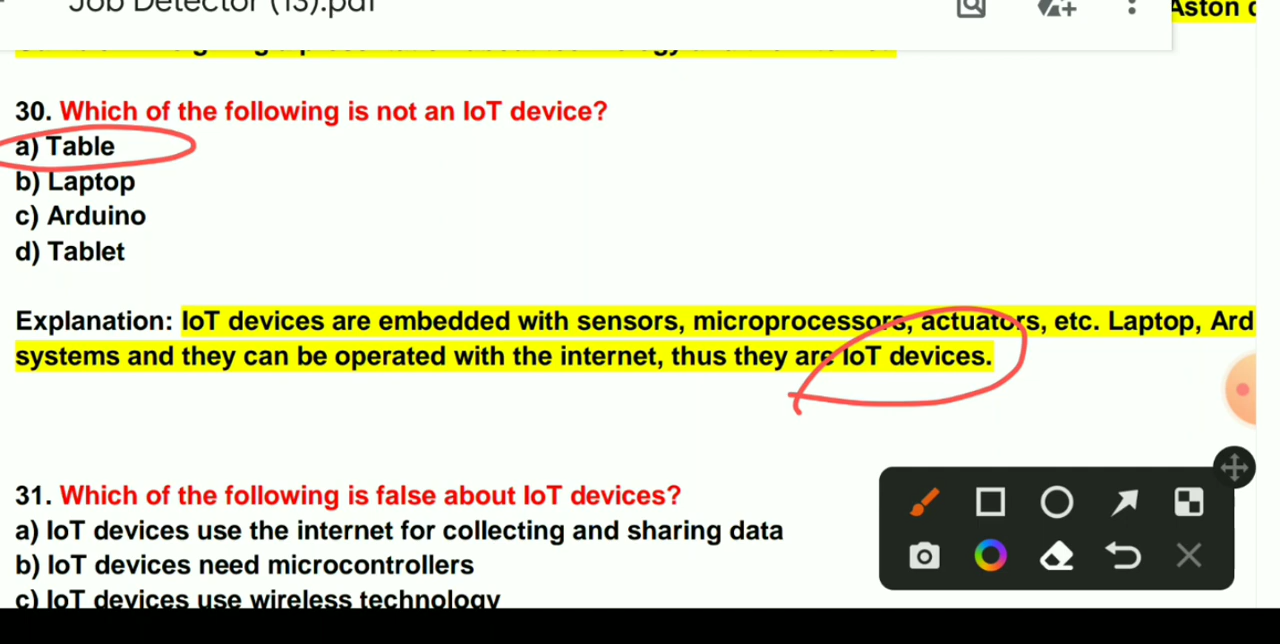 Job Detector (13).pdf
Aston
30. Which of the following is not an IoT device?
a) Table
b) Laptop
c) Arduino
d) Tablet
Explanation: IoT devices are embedded with sensors, microprocessors, actuators, etc. Laptop, Ard
systems and they can be operated with the internet, thus they are IoT devices.
31. Which of the following is false about IoT devices?
a) IoT devices use the internet for collecting and sharing data
b) IoT devices need microcontrollers
c) IoT devices use wireless technology